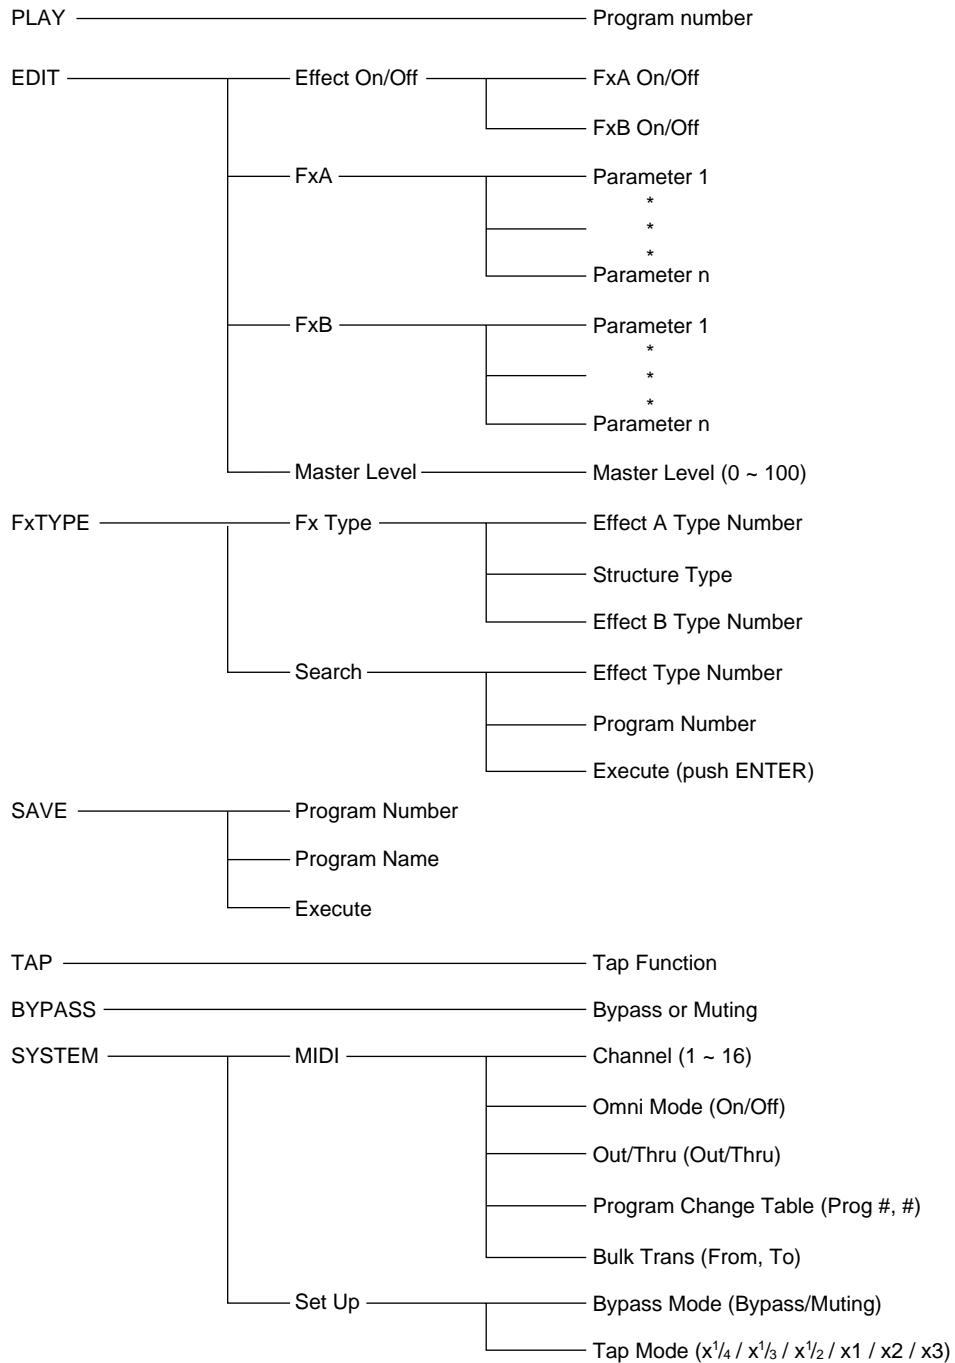 PLAY Program number
EDIT Effect On/Off FxA On/Off
FxB On/Off
FxA Parameter 1
*
*
*
Parameter n
FxB Parameter 1
*
*
*
Parameter n
Master Level Master Level (0 ~ 100)
FxTYPE Fx Type Effect A Type Number
Structure Type
Effect B Type Number
Search Effect Type Number
Program Number
Execute (push ENTER)
SAVE Program Number
Program Name
Execute
TAP Tap Function
BYPASS Bypass or Muting
SYSTEM MIDI Channel (1 ~ 16)
Omni Mode (On/Off)
Out/Thru (Out/Thru)
Program Change Table (Prog #, #)
Bulk Trans (From, To)
Set Up Bypass Mode (Bypass/Muting)
Tap Mode (x1/4 / x1/3 / x1/2 / x1 / x2 / x3)